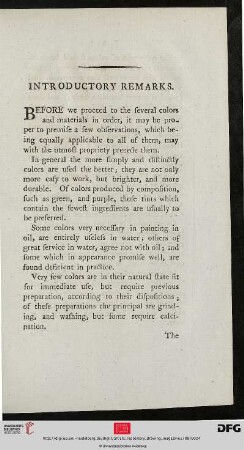 INTRODUCTORY REMARKS.
BEFORE we proceed to the ſeveral colors
and materials in order, it may be pro-
per to premiſe a few obſervations, which be-
ing equally applicable to all of them, may
with the utmoſt propriety precede them.
In general the more ſimply and diſtinctly
colors are uſed the better; they are not only
more eaſy to work, but brighter, and more
durable. Of colors produced by compoſition,
ſuch as green, and purple, thoſe tints which
contain the feweſt ingredients are uſually to
be preferred.
Some colors very neceſſary in painting in
oil, are entirely uſeleſs in water; others of
great ſervice in water, agree not with oil; and
ſome which in appearance promiſe well, are
found deficient in practice.
Very few colors are in their natural ſtate fit
for immediate uſe, but require previous
preparation, according to their diſpoſitions;
of theſe preparations the principal are grind-
ing, and waſhing, but ſome require calci-
nation.
The
DFG